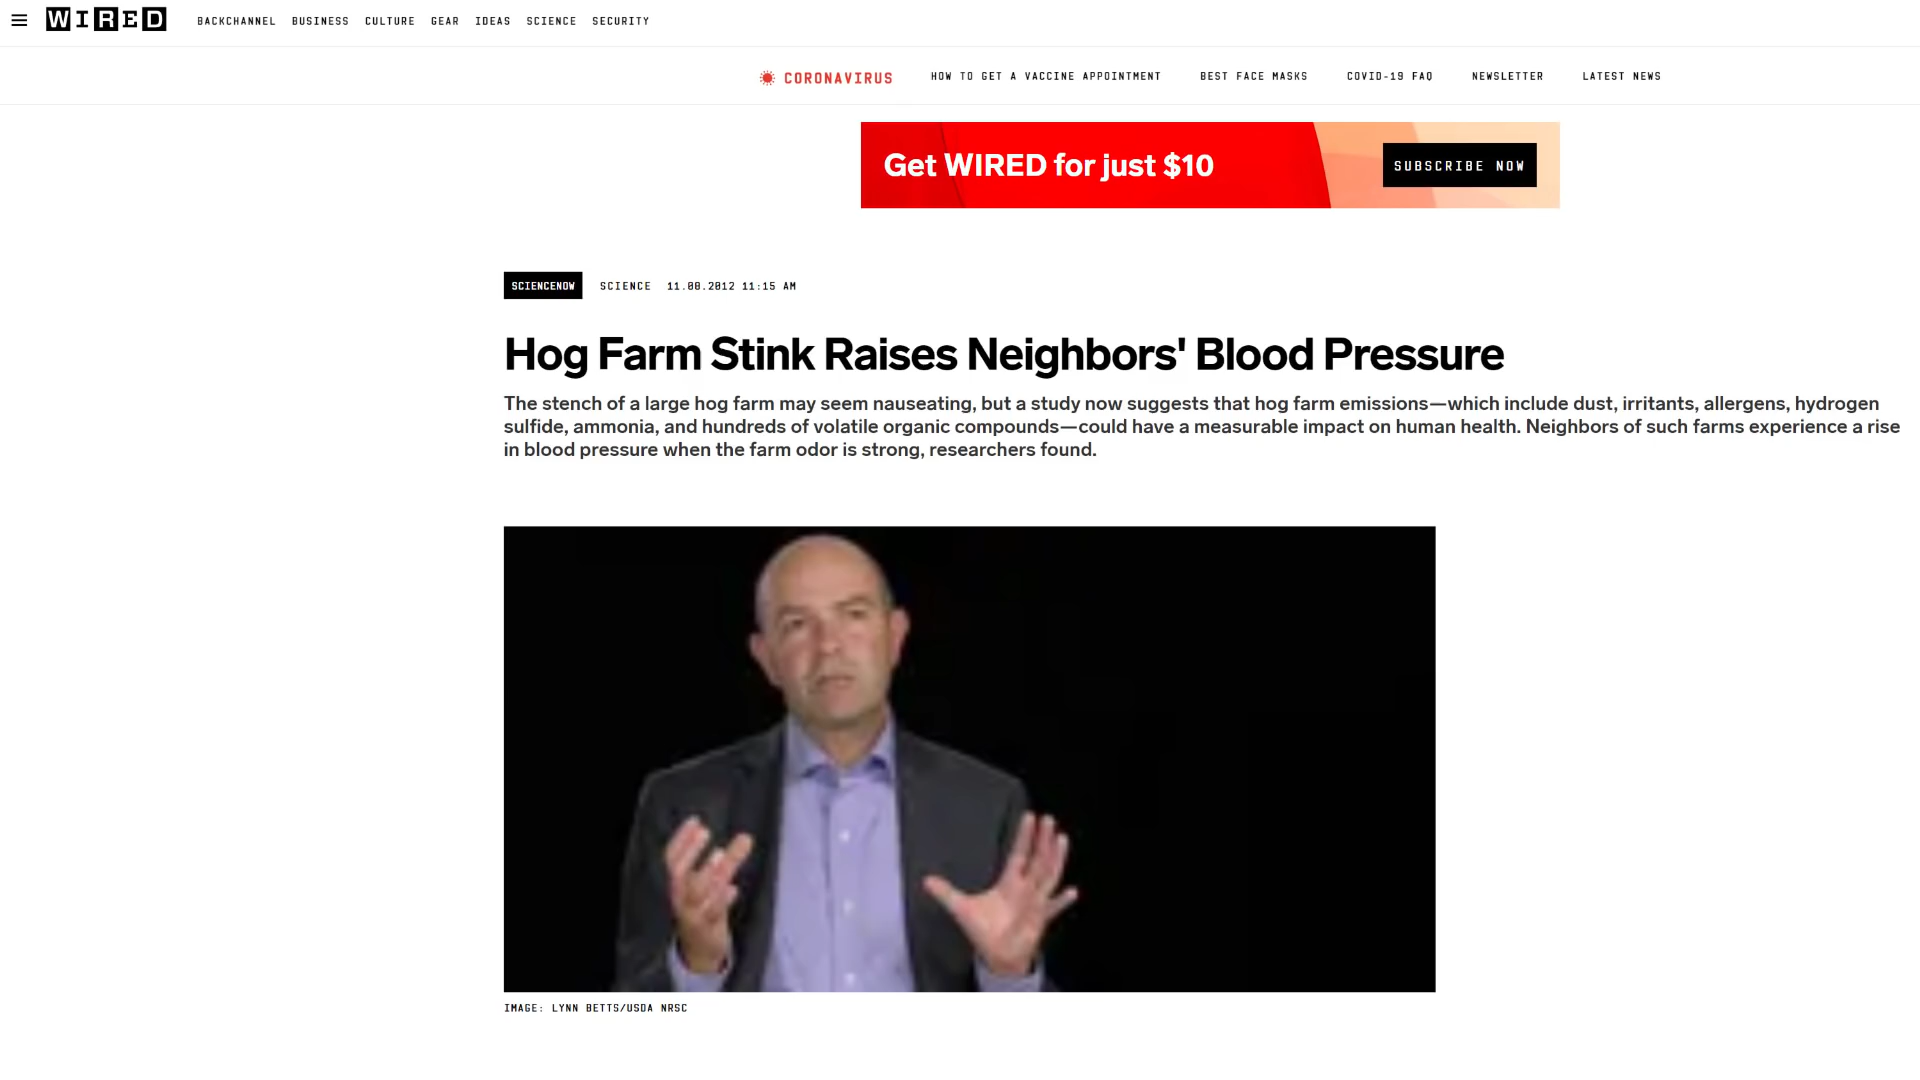 WIRED
BACKCHANNEL BUSINESS CULTURE GEAR IDEAS SCIENCE SECURITY
CORONAVIRUS HOW TO GET A VACCINE APPOINTMENT BEST FACE MASKS COVID-19 FAQ NEWSLETTER LATEST NEWS
Get WIRED for just $10
SUBSCRIBE NOW
SCIENCENOW SCIENCE 11.08.2012 11:15 AM
Hog Farm Stink Raises Neighbors' Blood Pressure
The stench of a large hog farm may seem nauseating, but a study now suggests that hog farm emissions—which include dust, irritants, allergens, hydrogen
sulfide, ammonia, and hundreds of volatile organic compounds—could have a measurable impact on human health. Neighbors of such farms experience a rise
in blood pressure when the farm odor is strong, researchers found.
IMAGE: LYNN BETTS/USDA NRSC